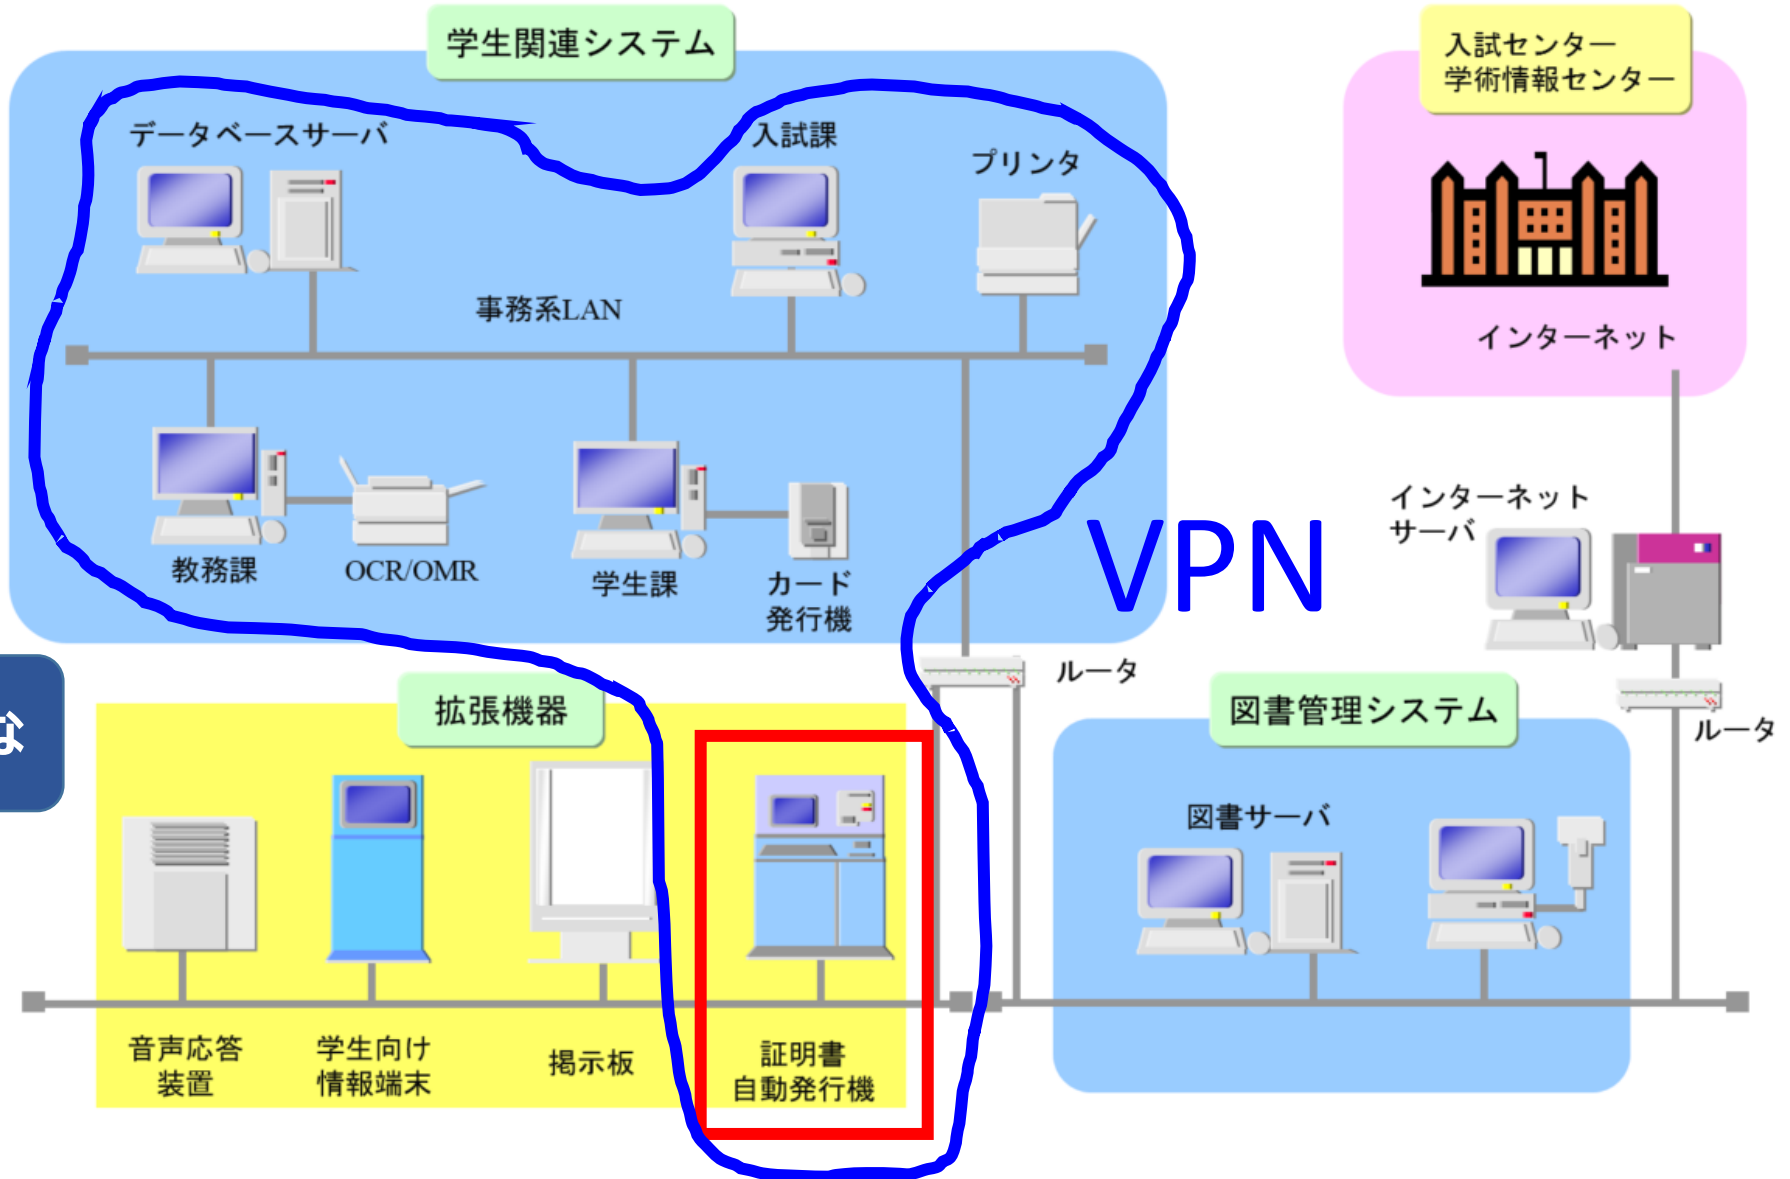 学生関連システム
入試センター
学術情報センター
データベースサーバ
入試課
プリンタ
事務系LAN
インターネット
教務課
OCR/OMR
学生課
カード
発行機
VPN
インターネット
サーバ
ルータ
ルータ
な
拡張機器
図書管理システム
図書サーバ
音声応答
装置
学生向け
情報端末
掲示板
証明書
自動発行機